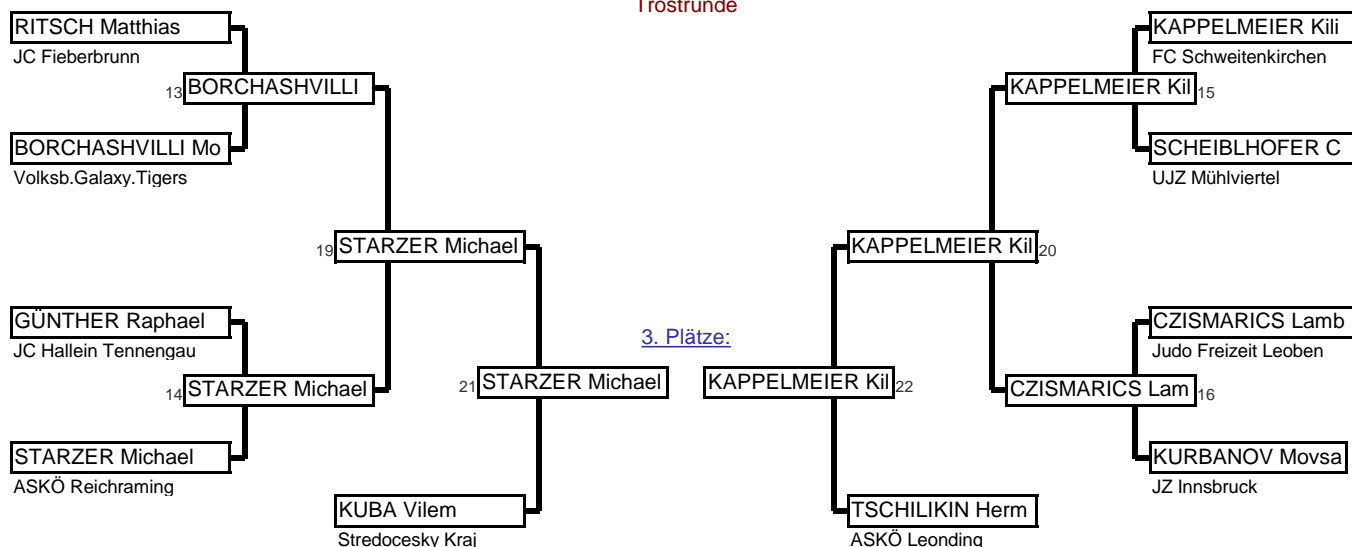 Trostrunde
RITSCH Matthias
JC Fieberbrunn
13 BORCHASHVILLI
BORCHASHVILLI Mo
Volksb.Galaxy.Tigers
19 STARZER Michael
GÜNTHER Raphael
JC Hallein Tennengau
14 STARZER Michael
STARZER Michael
ASKÖ Reichraming
21 STARZER Michael
KUBA Vilem
Stredocesky Kraj
3. Plätze:
KAPPELMEIER Kili
FC Schweitenkirchen
KAPPELMEIER Kil 15
SCHEIBLHOFER C
UJZ Mühlviertel
KAPPELMEIER Kil 20
CZISMARICS Lamb
Judo Freizeit Leoben
CZISMARICS Lam 16
KURBANOV Movsa
JZ Innsbruck
KAPPELMEIER Kil 22
TSCHILIKIN Herm
ASKÖ Leonding